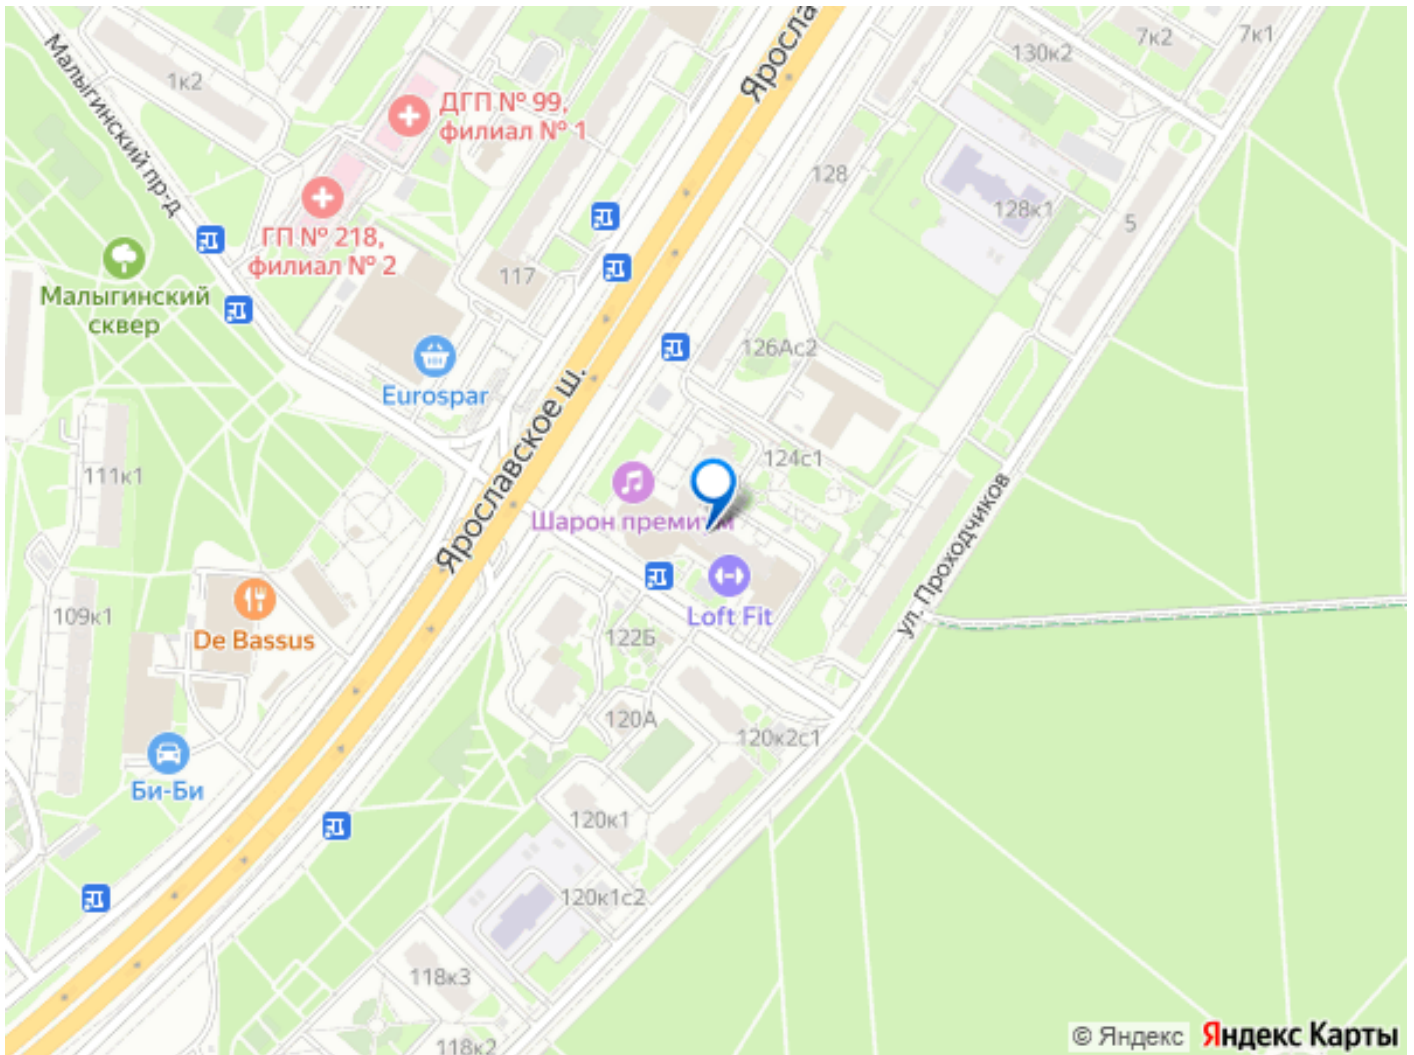 Яросла
7к2
7к1
130к2
Малыгинский пр-д
1к2
ДГП № 99,
филиал № 1
128
128к1
5
ГП № 218,
филиал № 2
117
Малыгинский
сквер
126Ас2
Eurospar
Ярославское ш.
124с1
111к1
Шарон премиум
ул. Проходчиков
Loft Fit
109к1
De Bassus
122Б
120А
120к2с1
Би-Би
120к1
120к1с2
118к3
118к2
© Яндекс Яндекс Карты